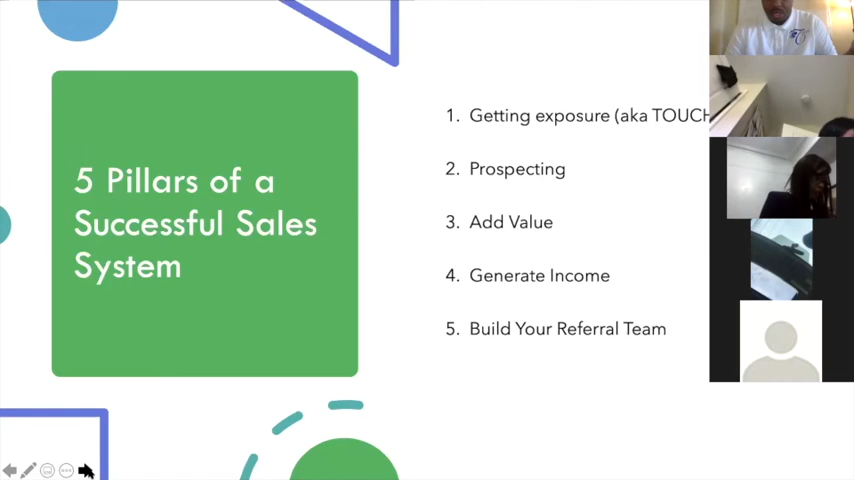 5 Pillars of a
Successful Sales
System
1. Getting exposure (aka TOUCH
2. Prospecting
3. Add Value
4. Generate Income
5. Build Your Referral Team